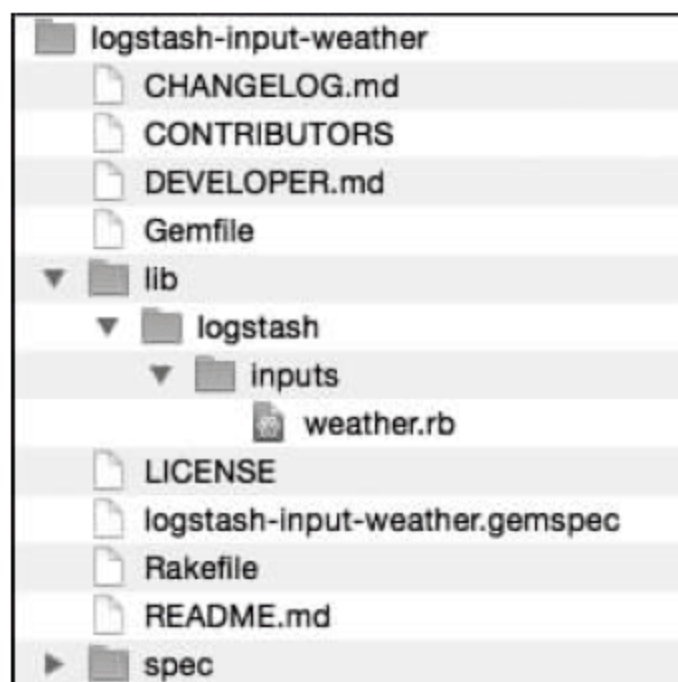 logstash-input-weather
CHANGELOG.md
CONTRIBUTORS
DEVELOPER.md
Gemfile
lib
logstash
inputs
weather.rb
LICENSE
logstash-input-weather.gemspec
Rakefile
README.md
spec